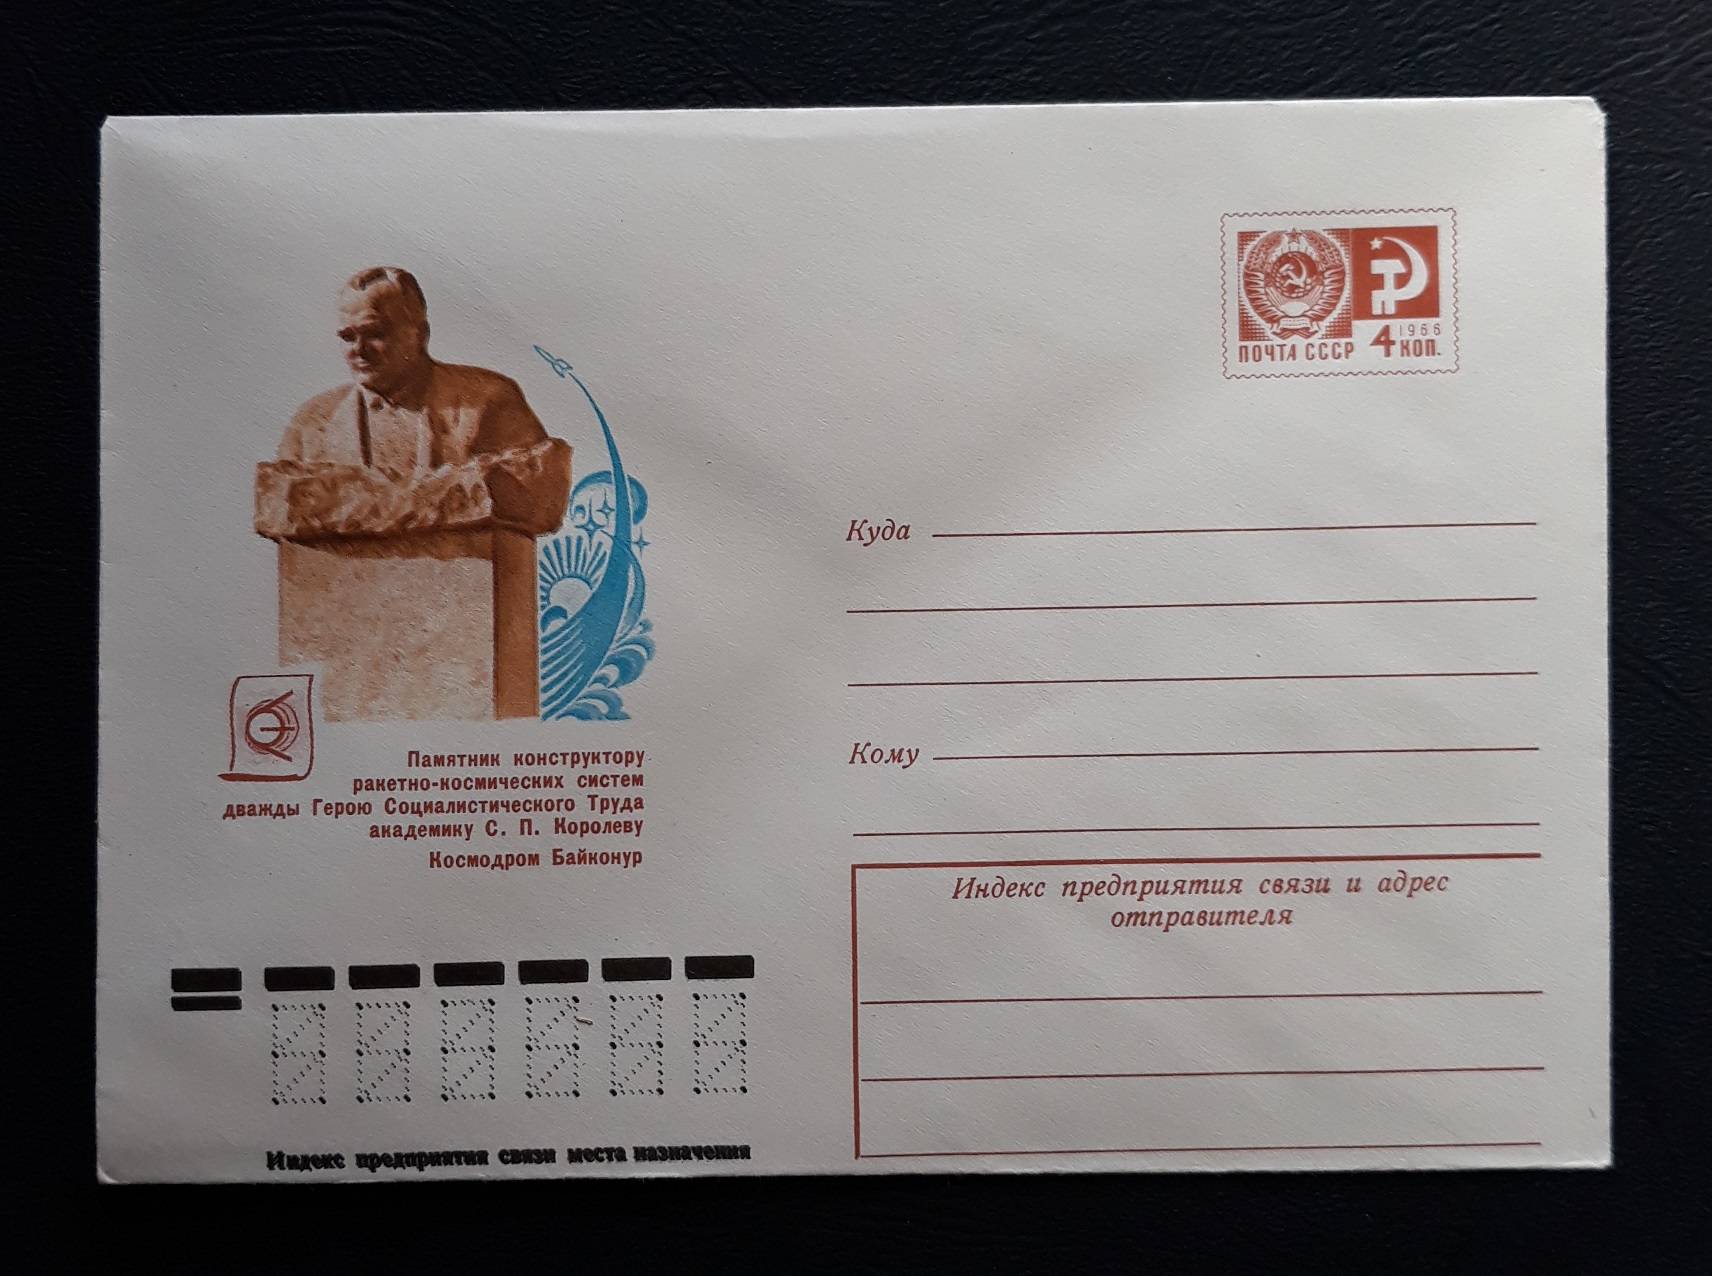 1966
ПОЧТА СССР 4 КОП.
Куда
Кому
Памятник конструктору
ракетно-космических систем
дважды Герою Социалистического Труда
академику С. П. Королеву
Космодром Байконур
Индекс предприятия связи и адрес
отправителя
Индекс предприятия связи места назначения